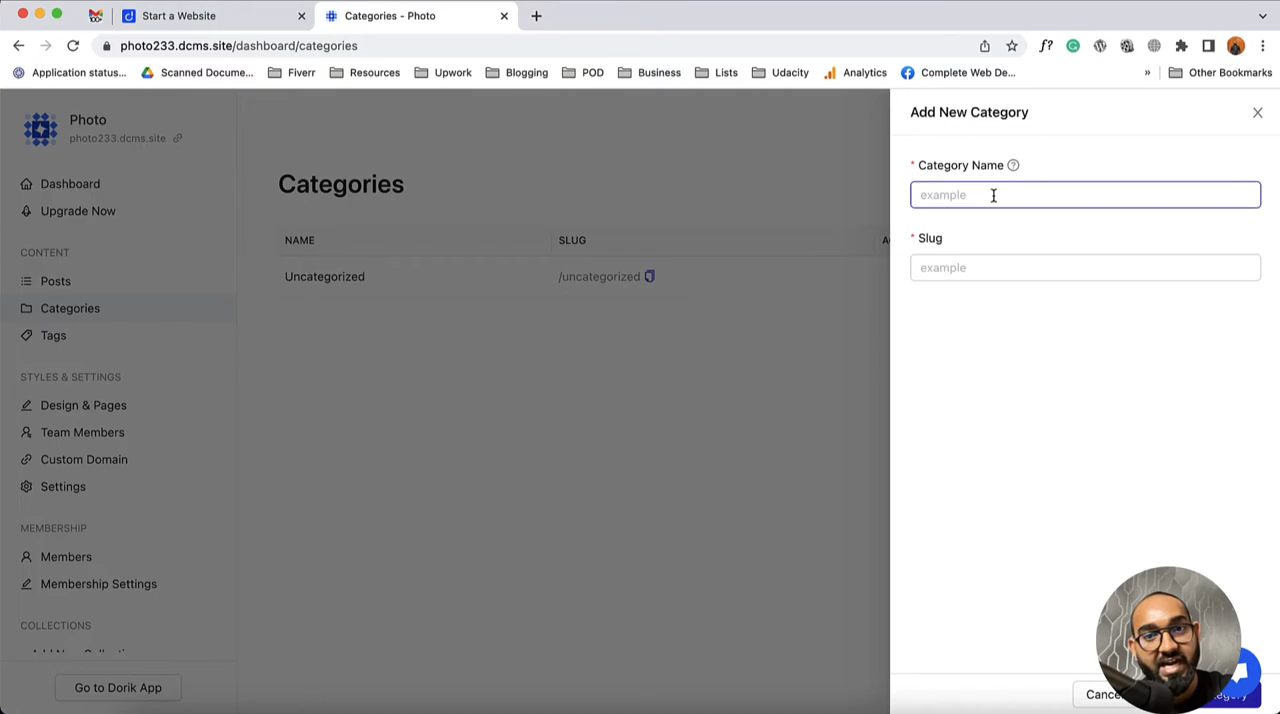 Start a Website
Categories - Photo
photo233.dcms.site/dashboard/categories
Application status...
Scanned Docume...
Fiverr
Resources
Upwork
Blogging
POD
Business
Lists
Udacity
Analytics
Complete Web De...
»
Other Bookmarks
Photo
photo233.dcms.site
Dashboard
Upgrade Now
CONTENT
Posts
Categories
Tags
STYLES & SETTINGS
Design & Pages
Team Members
Custom Domain
Settings
MEMBERSHIP
Members
Membership Settings
COLLECTIONS
Add New Collecti
Go to Dorik App
Categories
NAME
SLUG
Uncategorized
/uncategorized
Add New Category
* Category Name
example
* Slug
example